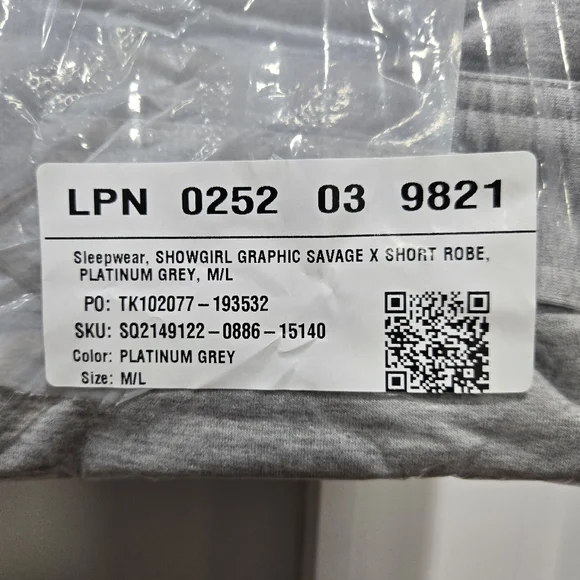 LPN 0252 03 9821
Sleepwear, SHOWGIRL GRAPHIC SAVAGE X SHORT ROBE,
PLATINUM GREY, M/L
PO: TK102077-193532
SKU: SQ2149122-0886-15140
Color: PLATINUM GREY
Size: M/L